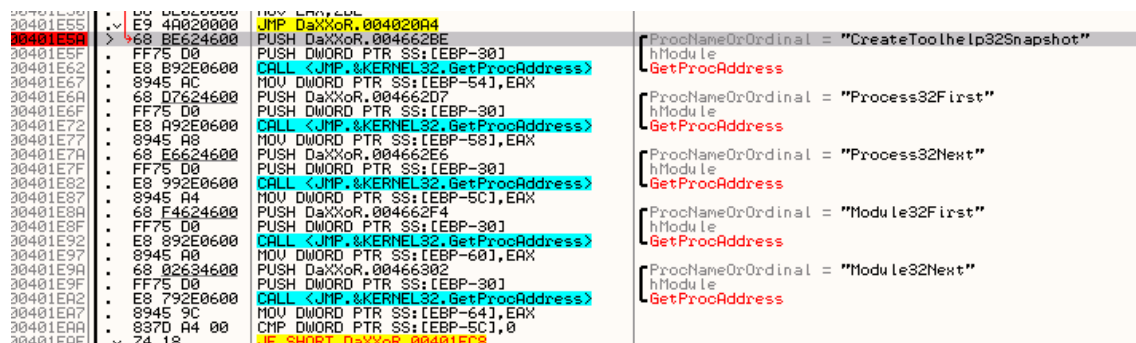 00401E55 .v E9 4A020000 JMP DaXXoR.004020A4
00401E5A > 68 BE624600 PUSH DaXXoR.004662BE ProcNameOrOrdinal = "CreateToolhelp32Snapshot"
00401E5F . FF75 D0 PUSH DWORD PTR SS:[EBP-30] hModule
00401E62 . E8 B92E0600 CALL <JMP.&KERNEL32.GetProcAddress> GetProcAddress
00401E67 . 8945 AC MOV DWORD PTR SS:[EBP-54],EAX
00401E6A . 68 D7624600 PUSH DaXXoR.004662D7 ProcNameOrOrdinal = "Process32First"
00401E6F . FF75 D0 PUSH DWORD PTR SS:[EBP-30] hModule
00401E72 . E8 A92E0600 CALL <JMP.&KERNEL32.GetProcAddress> GetProcAddress
00401E77 . 8945 A8 MOV DWORD PTR SS:[EBP-58],EAX
00401E7A . 68 E6624600 PUSH DaXXoR.004662E6 ProcNameOrOrdinal = "Process32Next"
00401E7F . FF75 D0 PUSH DWORD PTR SS:[EBP-30] hModule
00401E82 . E8 992E0600 CALL <JMP.&KERNEL32.GetProcAddress> GetProcAddress
00401E87 . 8945 A4 MOV DWORD PTR SS:[EBP-5C],EAX
00401E8A . 68 F4624600 PUSH DaXXoR.004662F4 ProcNameOrOrdinal = "Module32First"
00401E8F . FF75 D0 PUSH DWORD PTR SS:[EBP-30] hModule
00401E92 . E8 892E0600 CALL <JMP.&KERNEL32.GetProcAddress> GetProcAddress
00401E97 . 8945 A0 MOV DWORD PTR SS:[EBP-60],EAX
00401E9A . 68 02634600 PUSH DaXXoR.00466302 ProcNameOrOrdinal = "Module32Next"
00401E9F . FF75 D0 PUSH DWORD PTR SS:[EBP-30] hModule
00401EA2 . E8 792E0600 CALL <JMP.&KERNEL32.GetProcAddress> GetProcAddress
00401EA7 . 8945 9C MOV DWORD PTR SS:[EBP-64],EAX
00401EAA . 837D A4 00 CMP DWORD PTR SS:[EBP-5C],0